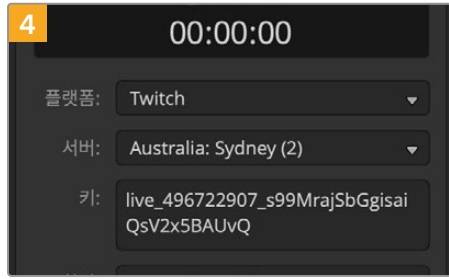 4
00:00:00
플랫폼: Twitch
서버: Australia: Sydney (2)
키: live_496722907_s99MrajSbGgisai
QsV2x5BAUvQ